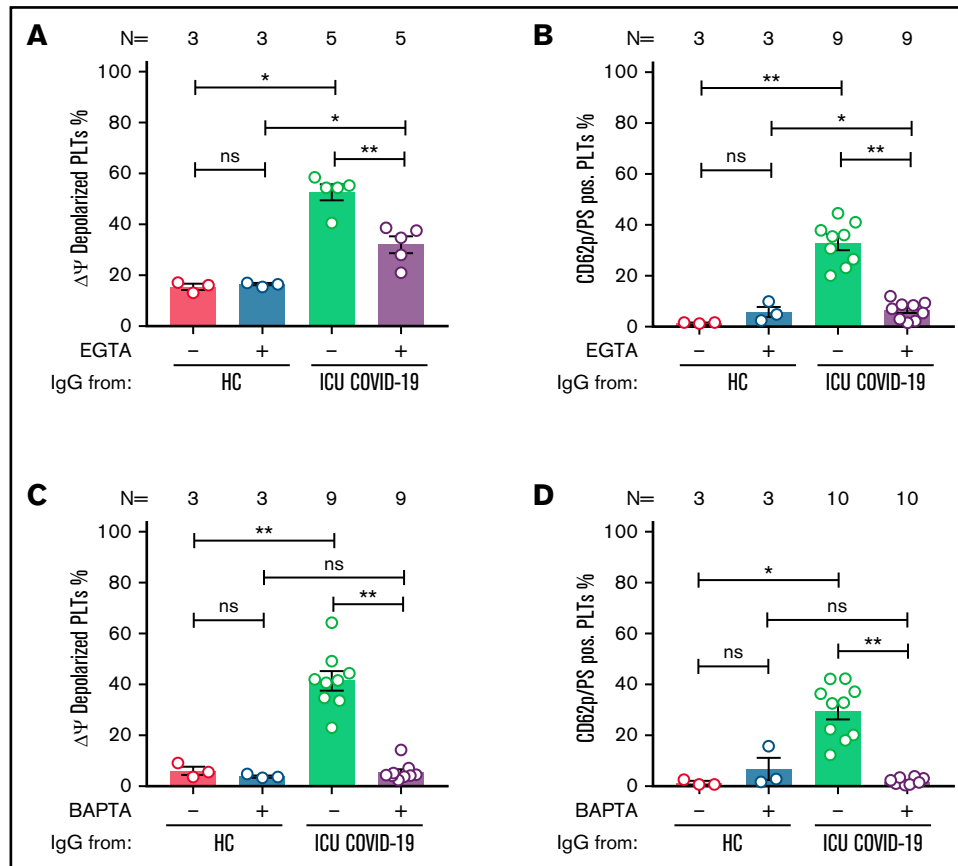 A
N= 3 3 5 5
100
80
60
40
20
0
ΔΨ Depolarized PLTs %
*
*
ns
**
EGTA − + − +
IgG from: HC ICU COVID-19
B
N= 3 3 9 9
100
80
60
40
20
0
CD62p/PS pos. PLTs %
**
*
ns
**
EGTA − + − +
IgG from: HC ICU COVID-19
C
N= 3 3 9 9
100
80
60
40
20
0
ΔΨ Depolarized PLTs %
**
ns
ns
**
BAPTA − + − +
IgG from: HC ICU COVID-19
D
N= 3 3 10 10
100
80
60
40
20
0
CD62p/PS pos. PLTs %
*
ns
ns
**
BAPTA − + − +
IgG from: HC ICU COVID-19